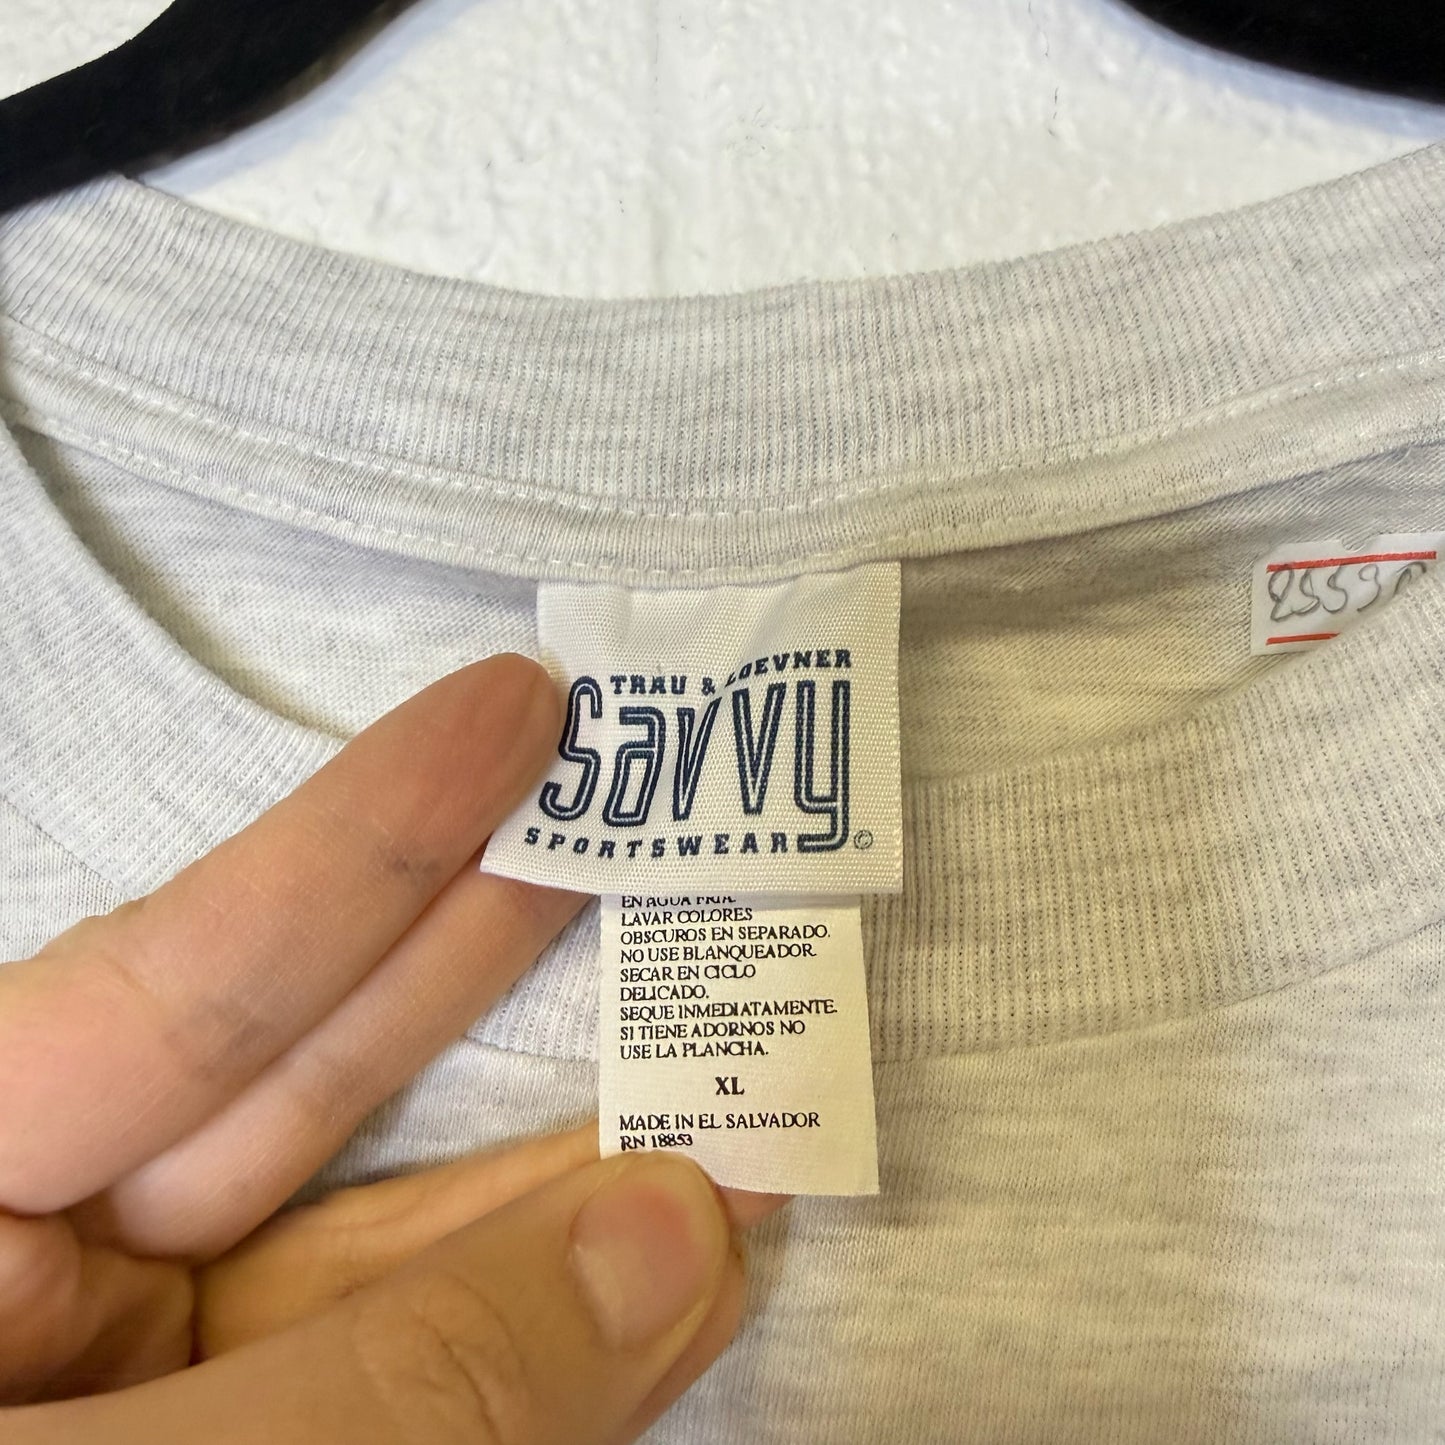 TRAU & LOEVNER
Savvy
SPORTSWEAR ©
EN AGUA FRIA.
LAVAR COLORES
OBSCUROS EN SEPARADO.
NO USE BLANQUEADOR
SECAR EN CICLO
DELICADO.
SEQUE INMEDIATAMENTE.
SI TIENE ADORNOS NO
USE LA PLANCHA.
XL
MADE IN EL SALVADOR
RN 18853